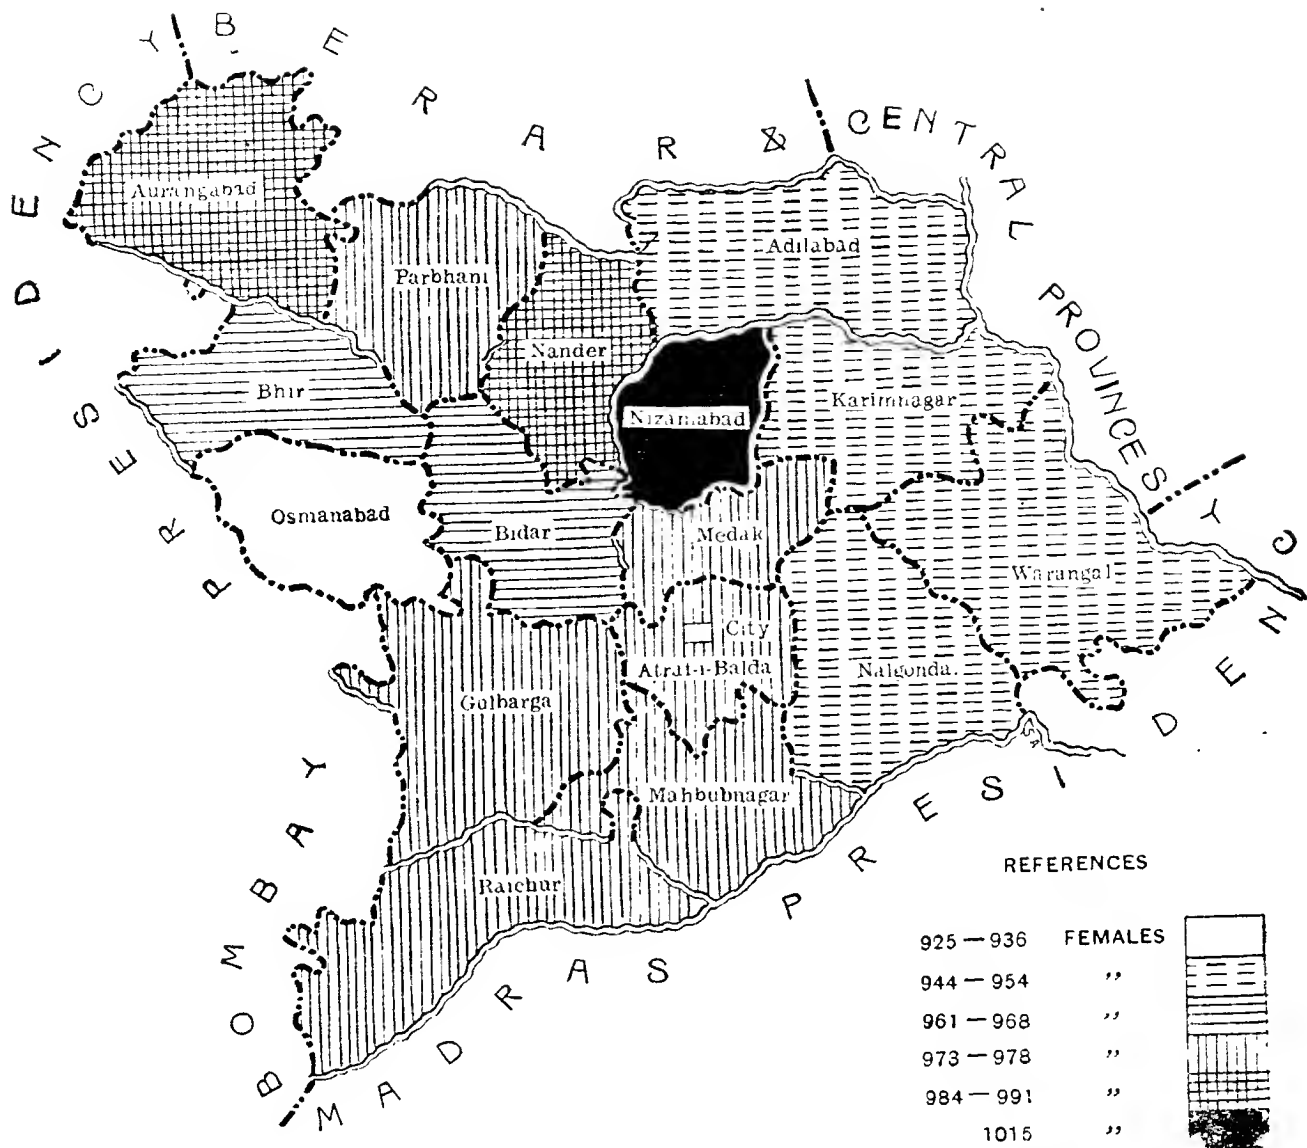 BOMBAY PRESIDENCY
BERAR & CENTRAL PROVINCES
Aurangabad
Parbhani
Adilabad
Nander
Bhir
Nizamabad
Karimnagar
Osmanabad
Bidar
Medak
Warangal
City
Atraf-i-Balda
Nalgonda
Gulbarga
Mahbubnagar
Raichur
MADRAS PRESIDENCY
REFERENCES
925 — 936 FEMALES
944 — 954 ,,
961 — 968 ,,
973 — 978 ,,
984 — 991 ,,
1015 ,,